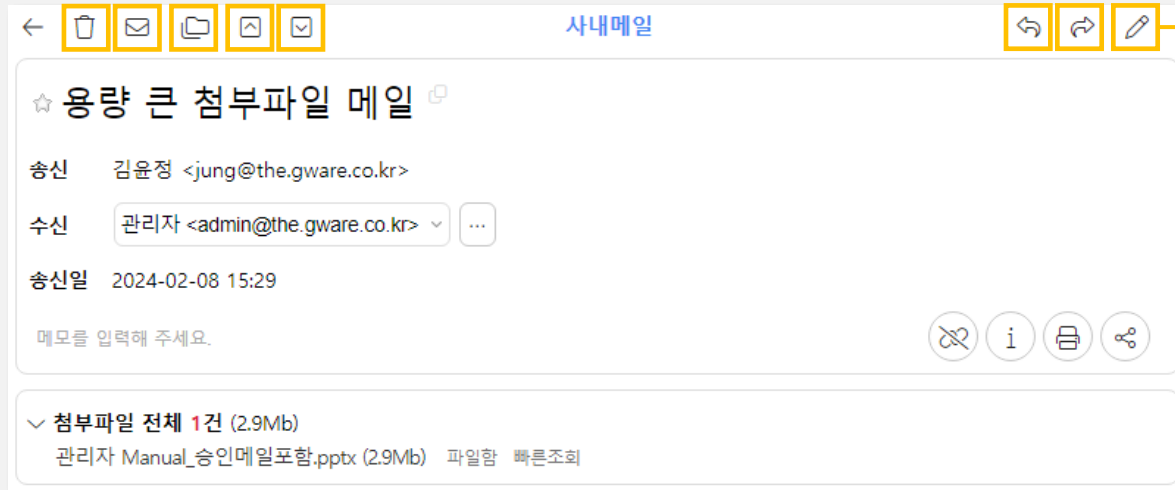 사내메일
용량 큰 첨부파일 메일
송신 김윤정 <jung@the.gware.co.kr>
수신 관리자 <admin@the.gware.co.kr> ...
송신일 2024-02-08 15:29
메모를 입력해 주세요.
첨부파일 전체 1건 (2.9Mb)
관리자 Manual_승인메일포함.pptx (2.9Mb) 파일함 빠른조회